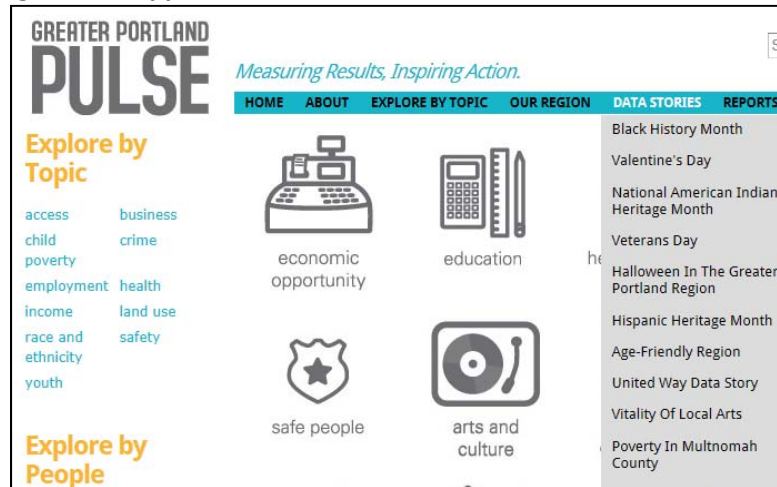 GREATER PORTLAND
PULSE
Measuring Results, Inspiring Action.
HOME ABOUT EXPLORE BY TOPIC OUR REGION DATA STORIES REPORTS
Explore by
Topic
access business
child
poverty
crime
employment health
income land use
race and
ethnicity
safety
youth
Explore by
People
economic
opportunity
education
safe people
arts and
culture
Black History Month
Valentine's Day
National American Indian
Heritage Month
Veterans Day
Halloween In The Greater
Portland Region
Hispanic Heritage Month
Age-Friendly Region
United Way Data Story
Vitality Of Local Arts
Poverty In Multnomah
County